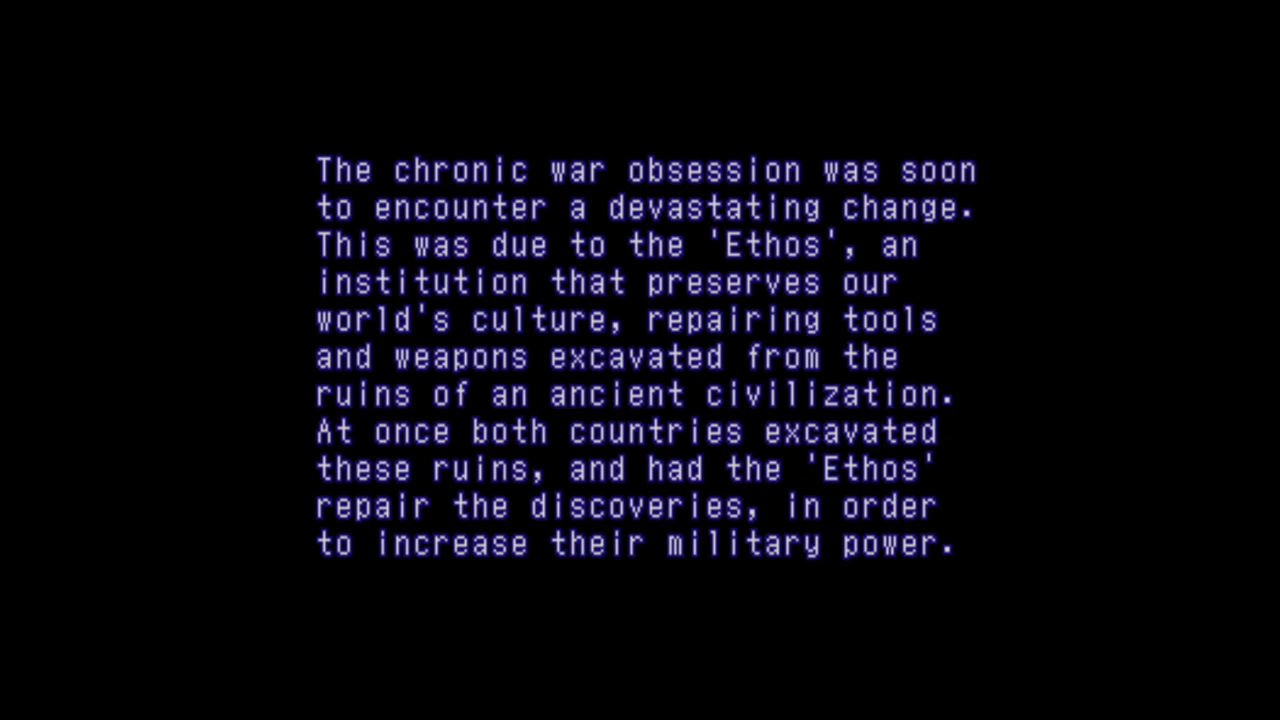 The chronic war obsession was soon
to encounter a devastating change.
This was due to the 'Ethos', an
institution that preserves our
world's culture, repairing tools
and weapons excavated from the
ruins of an ancient civilization.
At once both countries excavated
these ruins, and had the 'Ethos'
repair the discoveries, in order
to increase their military power.